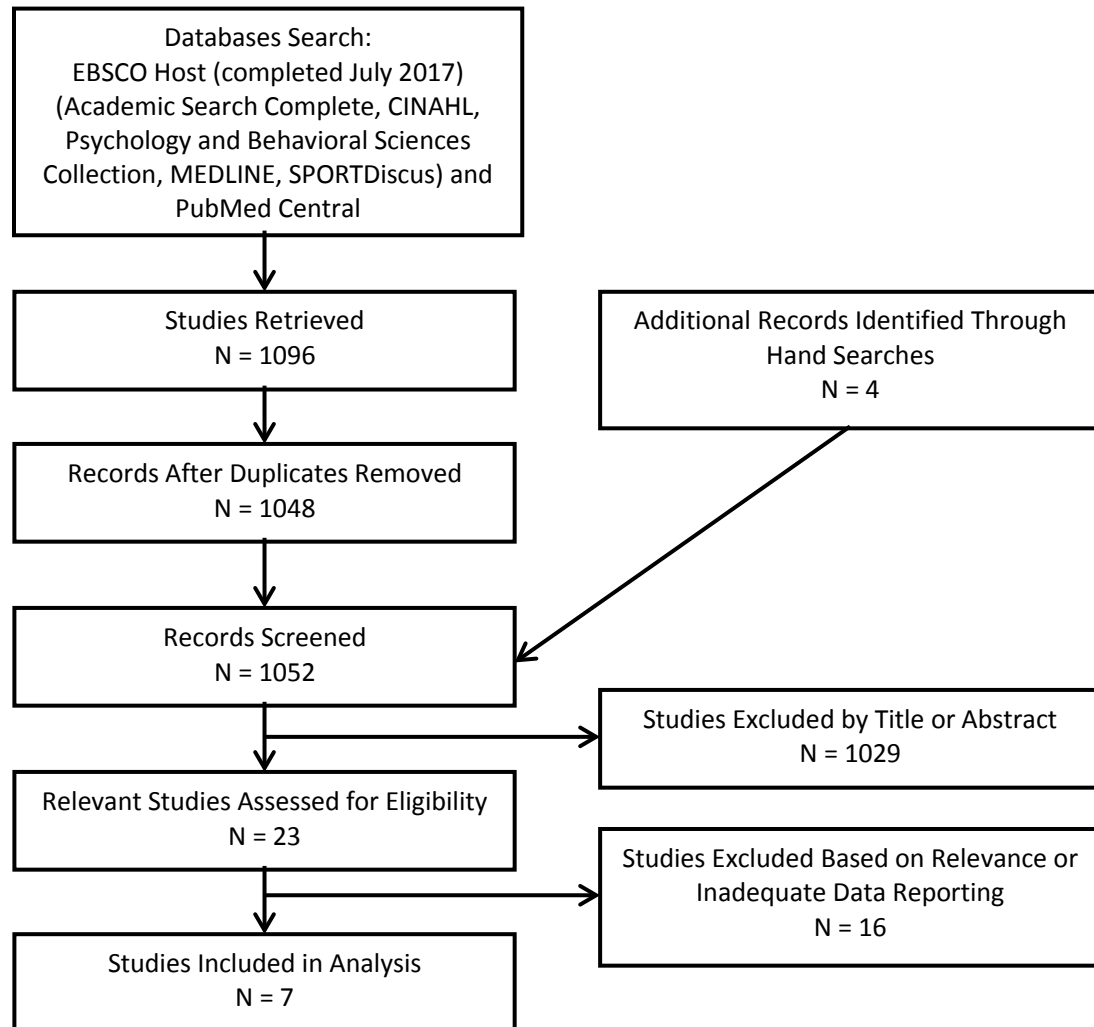 Databases Search:
EBSCO Host (completed July 2017)
(Academic Search Complete, CINAHL,
Psychology and Behavioral Sciences
Collection, MEDLINE, SPORTDiscus) and
PubMed Central
Studies Retrieved
N = 1096
Additional Records Identified Through
Hand Searches
N = 4
Records After Duplicates Removed
N = 1048
Records Screened
N = 1052
Studies Excluded by Title or Abstract
N = 1029
Relevant Studies Assessed for Eligibility
N = 23
Studies Excluded Based on Relevance or
Inadequate Data Reporting
N = 16
Studies Included in Analysis
N = 7